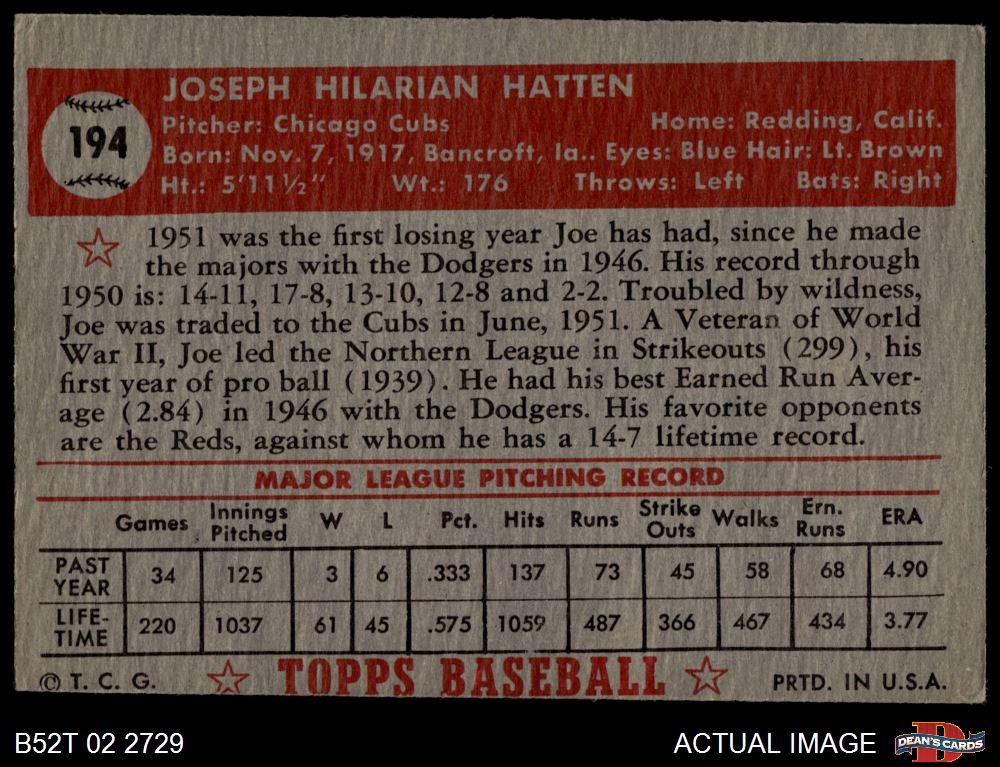 JOSEPH HILARIAN HATTEN
194
Pitcher: Chicago Cubs Home: Redding, Calif.
Born: Nov. 7, 1917, Bancroft, Ia.. Eyes: Blue Hair: Lt. Brown
Ht.: 5'11½" Wt.: 176 Throws: Left Bats: Right
1951 was the first losing year Joe has had, since he made
the majors with the Dodgers in 1946. His record through
1950 is: 14-11, 17-8, 13-10, 12-8 and 2-2. Troubled by wildness,
Joe was traded to the Cubs in June, 1951. A Veteran of World
War II, Joe led the Northern League in Strikeouts (299), his
first year of pro ball (1939). He had his best Earned Run Aver-
age (2.84) in 1946 with the Dodgers. His favorite opponents
are the Reds, against whom he has a 14-7 lifetime record.
MAJOR LEAGUE PITCHING RECORD
Games Innings Pitched W L Pct. Hits Runs Strike Outs Walks Ern. Runs ERA
PAST YEAR 34 125 3 6 .333 137 73 45 58 68 4.90
LIFE-TIME 220 1037 61 45 .575 1059 487 366 467 434 3.77
© T. C. G. TOPPS BASEBALL PRTD. IN U.S.A.
B52T 02 2729 ACTUAL IMAGE DEAN'S CARDS